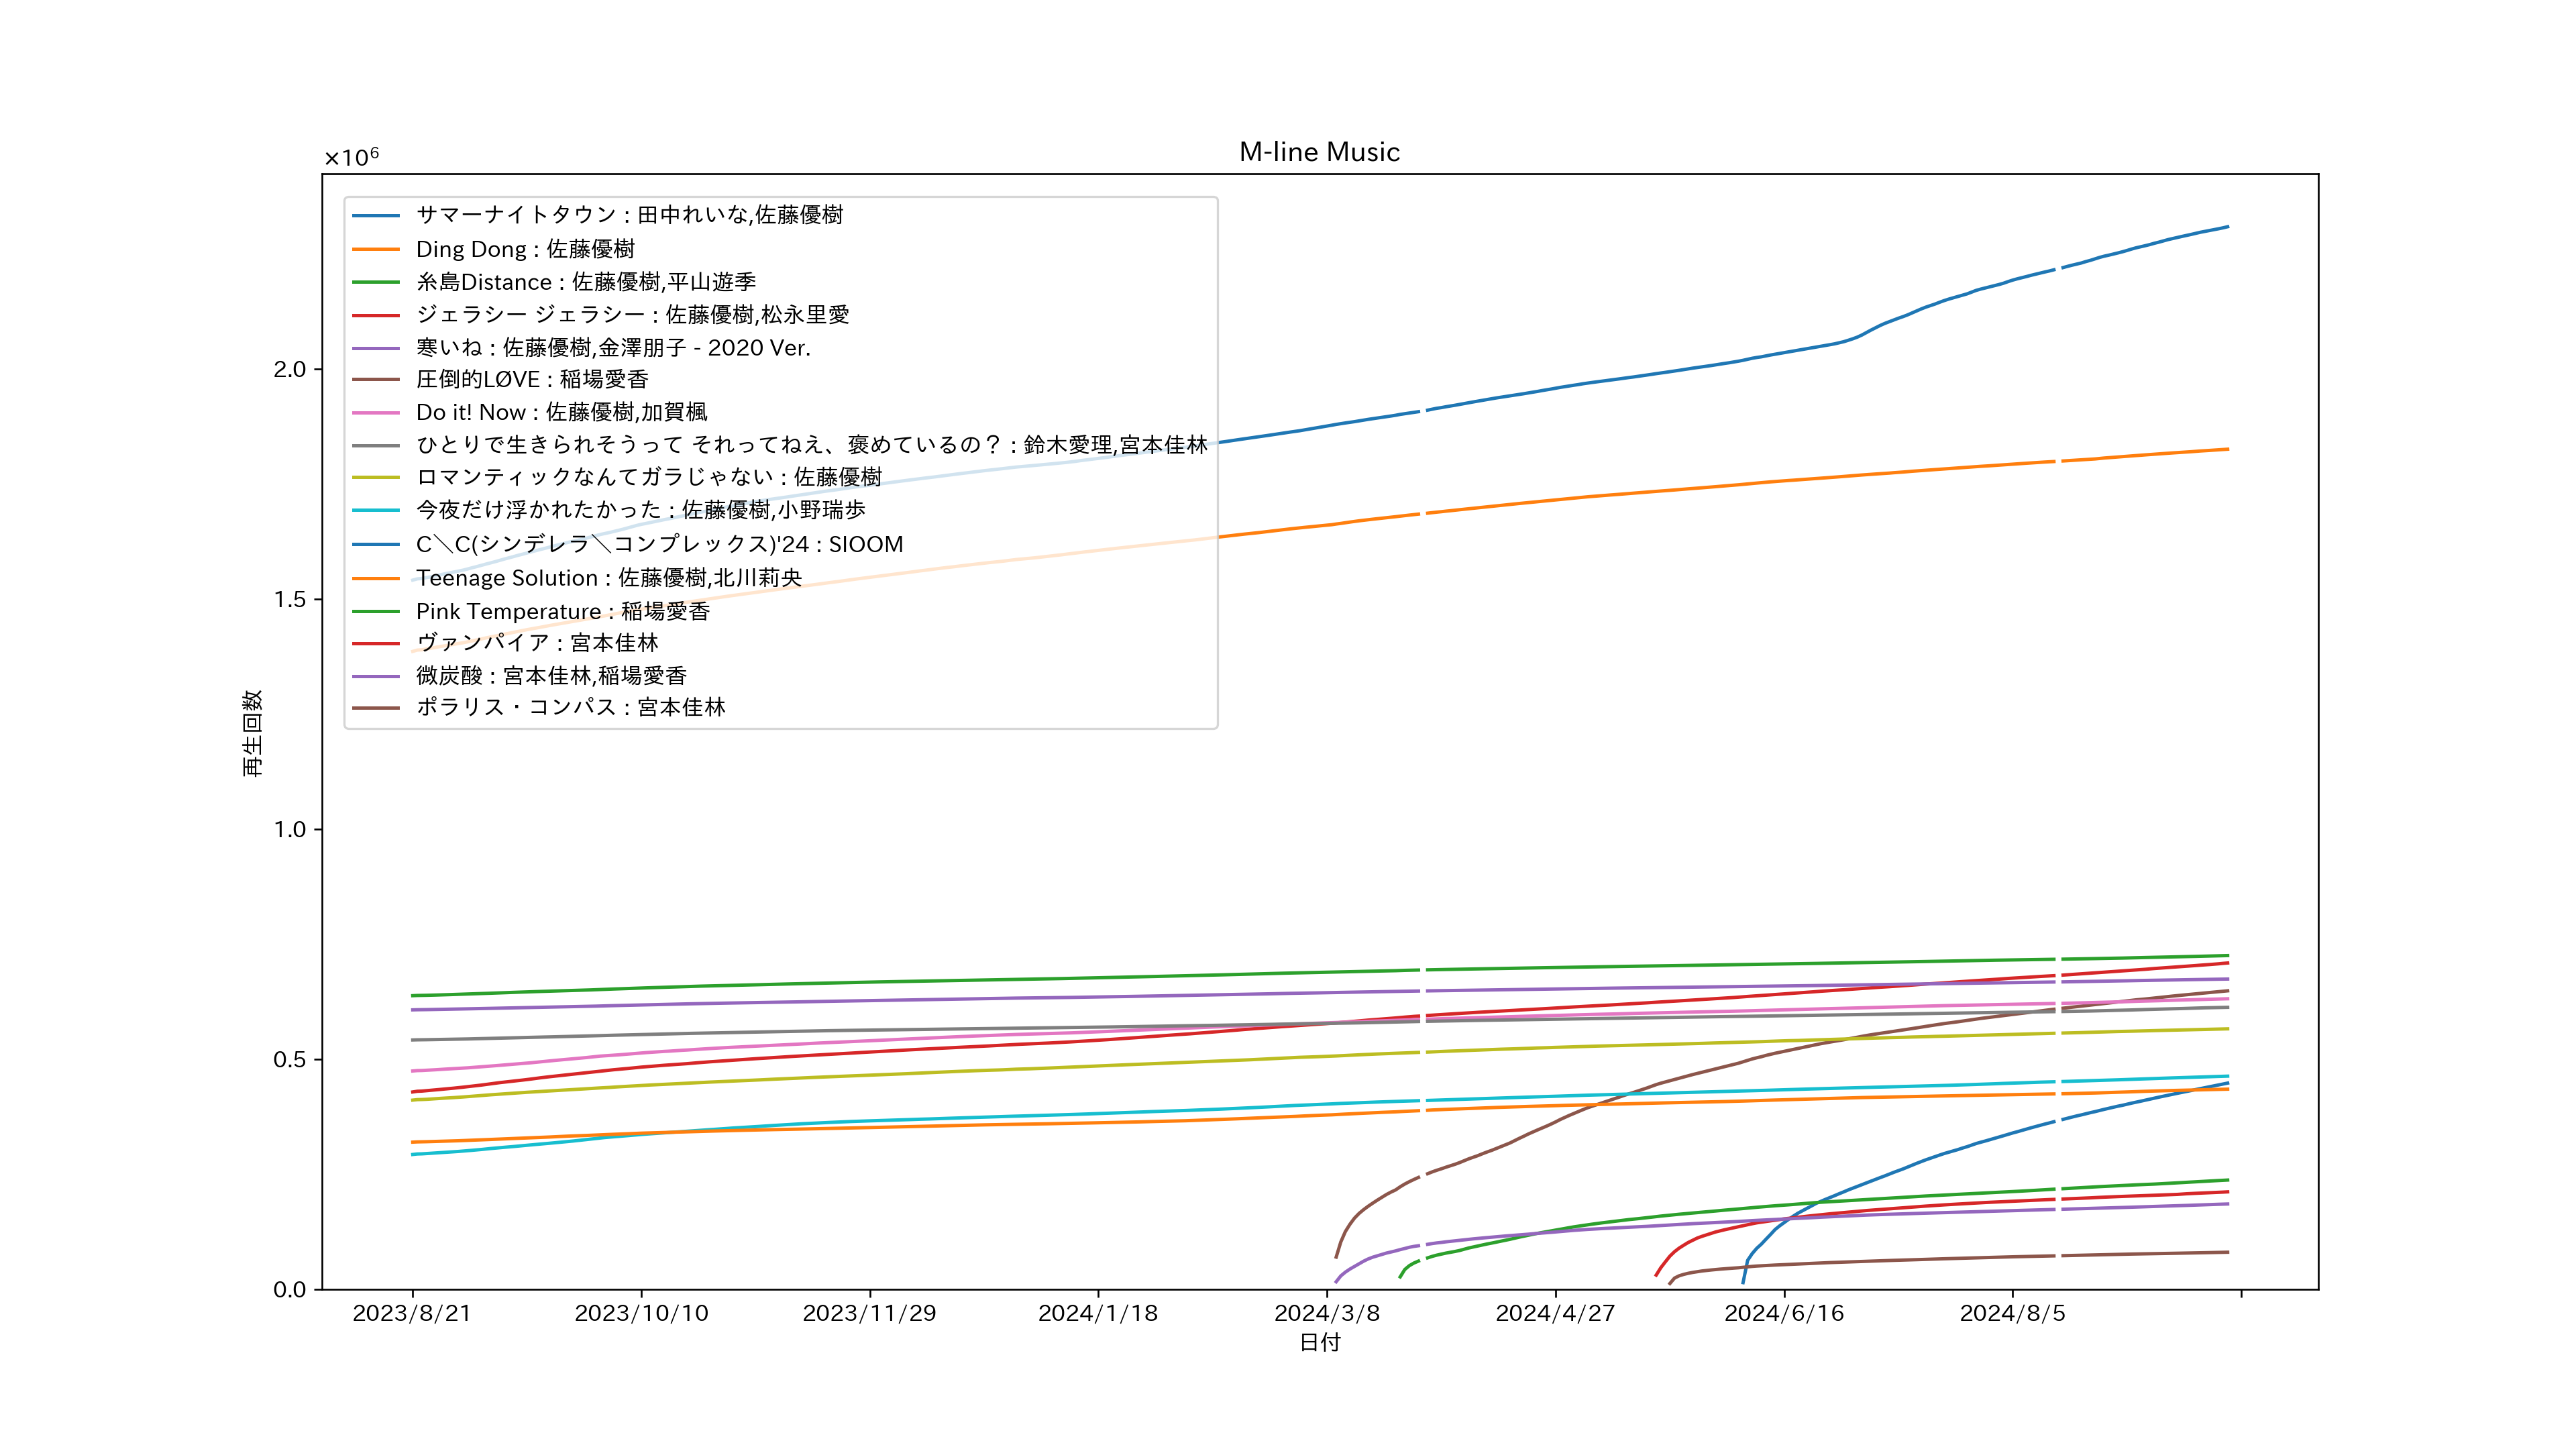 M-line Music
×10⁶
サマーナイトタウン : 田中れいな,佐藤優樹
Ding Dong : 佐藤優樹
糸島Distance : 佐藤優樹,平山遊季
ジェラシー ジェラシー : 佐藤優樹,松永里愛
寒いね : 佐藤優樹,金澤朋子 - 2020 Ver.
圧倒的LØVE : 稲場愛香
Do it! Now : 佐藤優樹,加賀楓
ひとりで生きられそうって それってねえ、褒めているの？ : 鈴木愛理,宮本佳林
ロマンティックなんてガラじゃない : 佐藤優樹
今夜だけ浮かれたかった : 佐藤優樹,小野瑞歩
C＼C(シンデレラ＼コンプレックス)'24 : SIOOM
Teenage Solution : 佐藤優樹,北川莉央
Pink Temperature : 稲場愛香
ヴァンパイア : 宮本佳林
微炭酸 : 宮本佳林,稲場愛香
ポラリス・コンパス : 宮本佳林
2.0
1.5
1.0
0.5
0.0
再生回数
2023/8/21 2023/10/10 2023/11/29 2024/1/18 2024/3/8 2024/4/27 2024/6/16 2024/8/5
日付